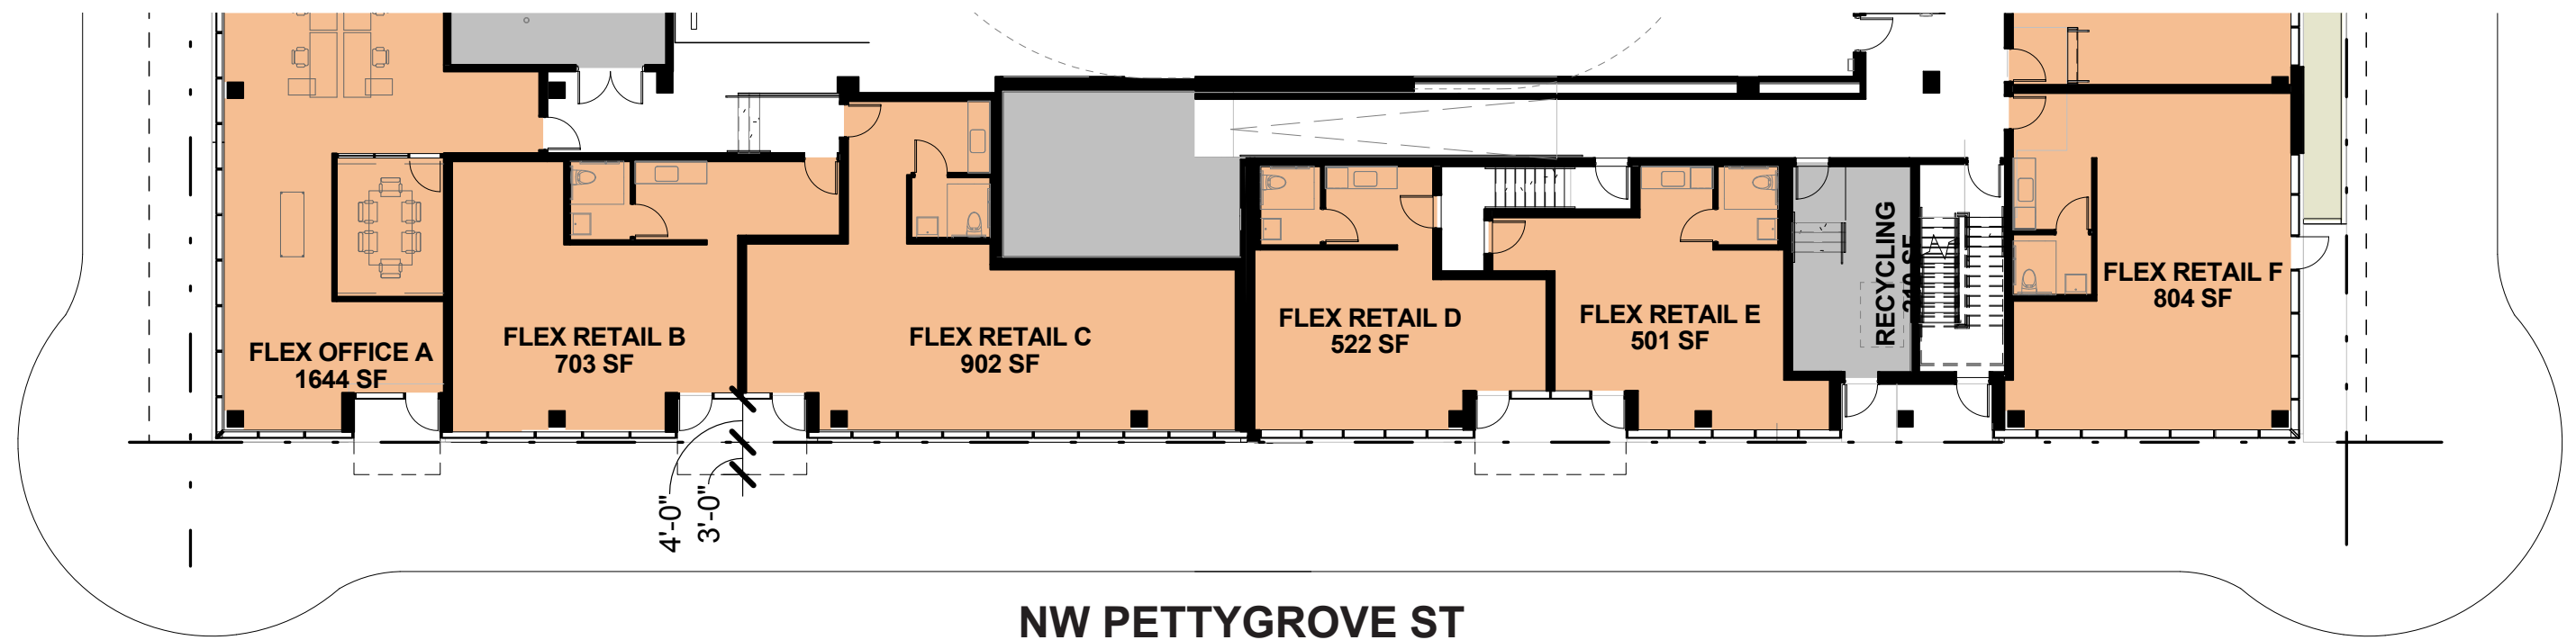 FLEX OFFICE A
1644 SF
FLEX RETAIL B
703 SF
FLEX RETAIL C
902 SF
FLEX RETAIL D
522 SF
FLEX RETAIL E
501 SF
RECYCLING
SF
FLEX RETAIL F
804 SF
4'-0"
3'-0"
NW PETTYGROVE ST